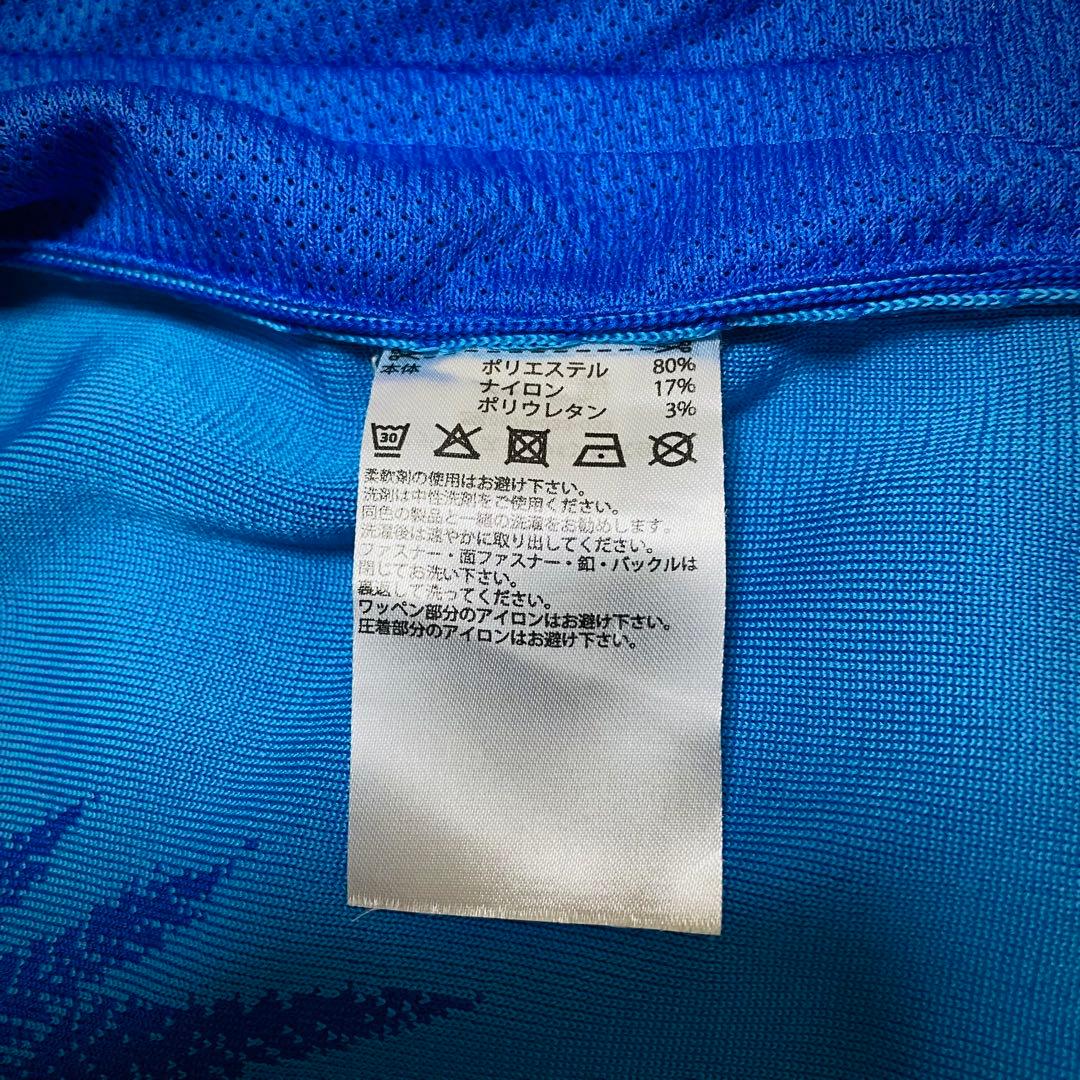 本体 ポリエステル 80%
ナイロン 17%
ポリウレタン 3%
30
柔軟剤の使用はお避け下さい。
洗剤は中性洗剤をご使用ください。
同色の製品と一緒の洗濯をお勧めします。
洗濯後は速やかに取り出してください。
ファスナー・面ファスナー・釦・バックルは
閉じてお洗い下さい。
裏返して洗ってください。
ワッペン部分のアイロンはお避け下さい。
圧着部分のアイロンはお避け下さい。